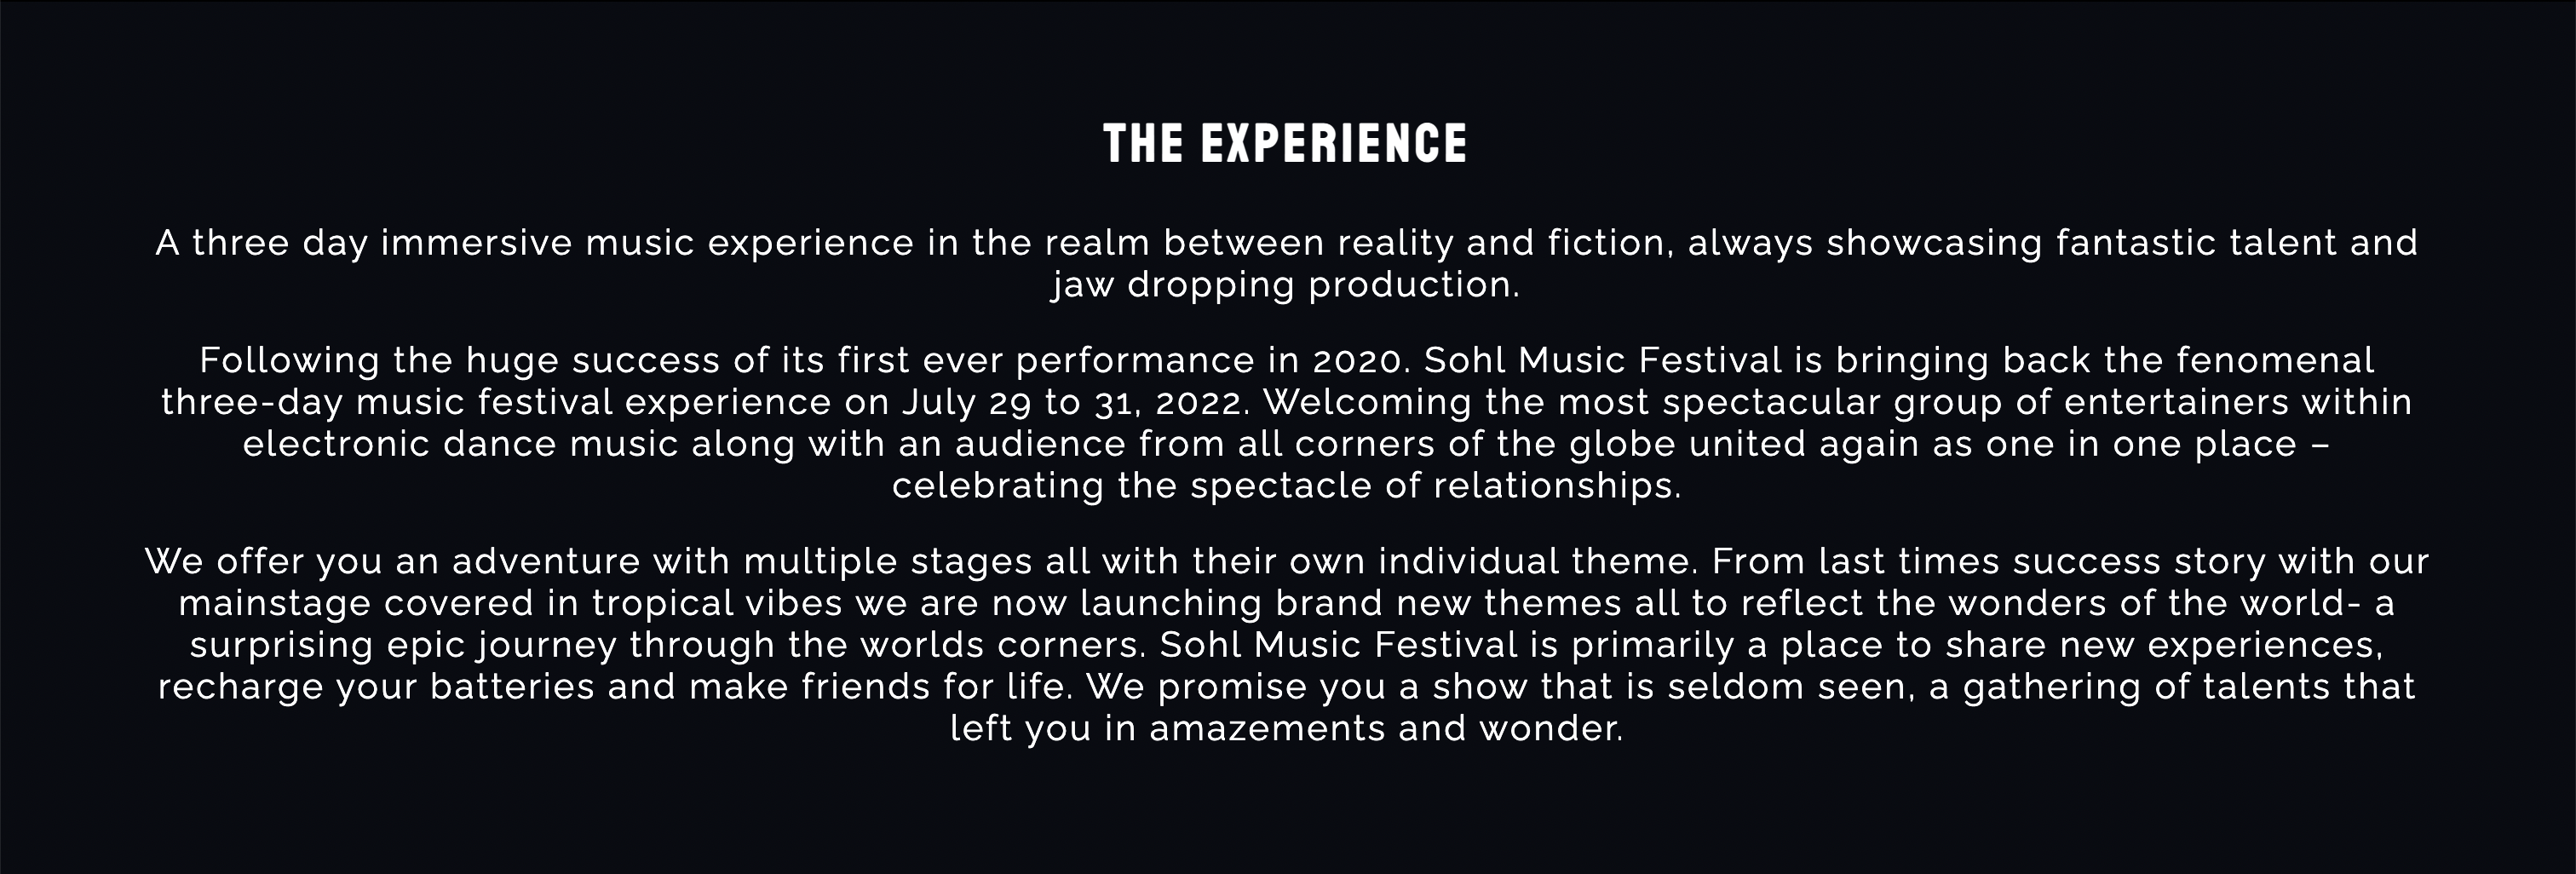 THE EXPERIENCE
A three day immersive music experience in the realm between reality and fiction, always showcasing fantastic talent and
jaw dropping production.
Following the huge success of its first ever performance in 2020. Sohl Music Festival is bringing back the fenomenal
three-day music festival experience on July 29 to 31, 2022. Welcoming the most spectacular group of entertainers within
electronic dance music along with an audience from all corners of the globe united again as one in one place –
celebrating the spectacle of relationships.
We offer you an adventure with multiple stages all with their own individual theme. From last times success story with our
mainstage covered in tropical vibes we are now launching brand new themes all to reflect the wonders of the world- a
surprising epic journey through the worlds corners. Sohl Music Festival is primarily a place to share new experiences,
recharge your batteries and make friends for life. We promise you a show that is seldom seen, a gathering of talents that
left you in amazements and wonder.